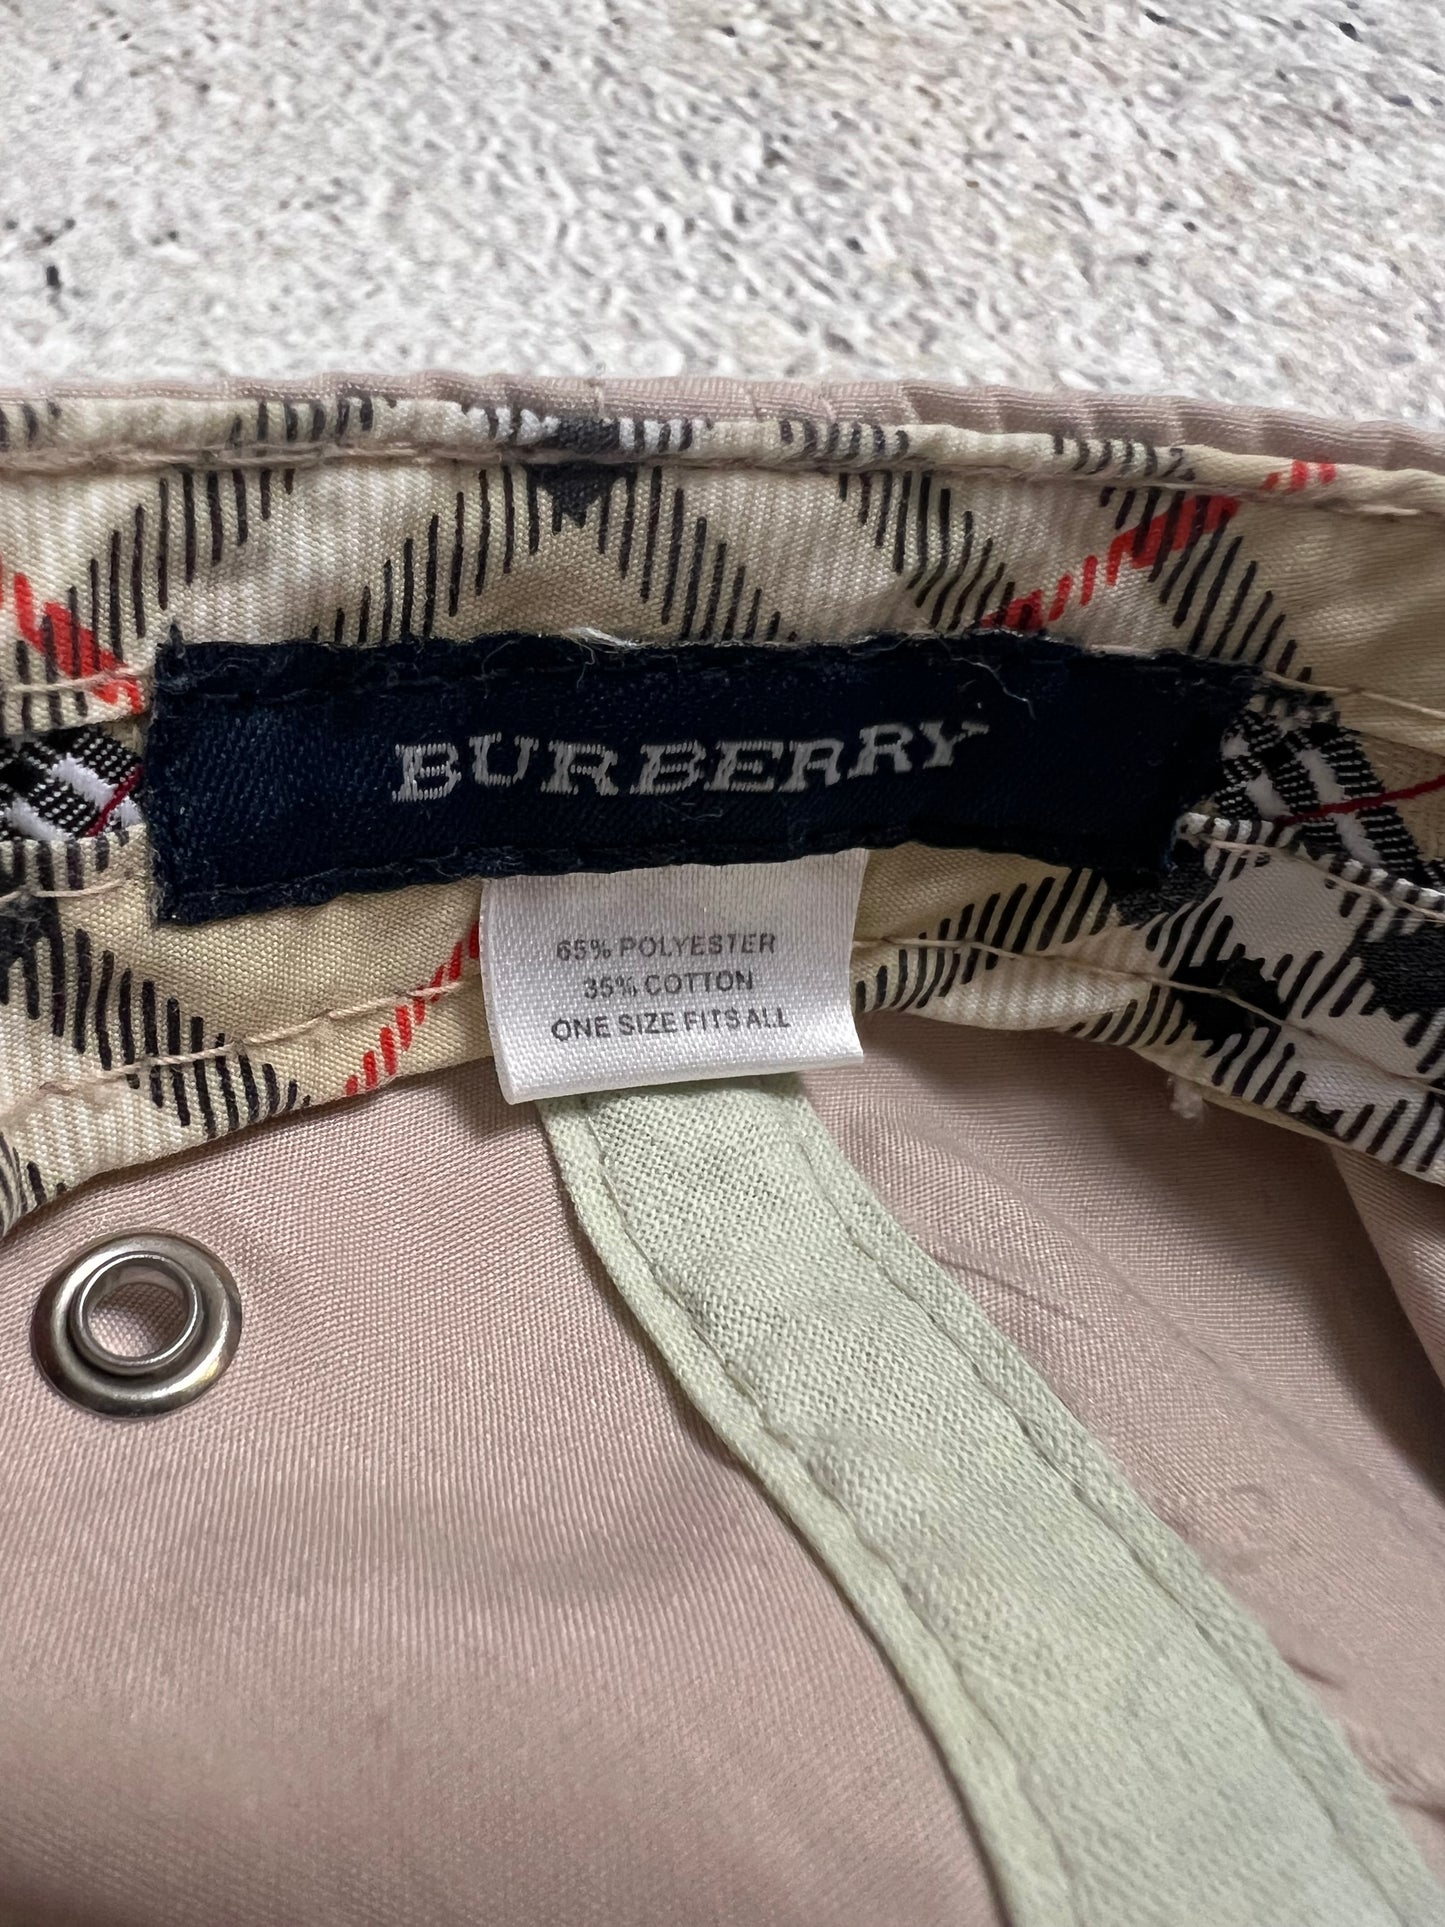 BURBERRY
65% POLYESTER
35% COTTON
ONE SIZE FITS ALL